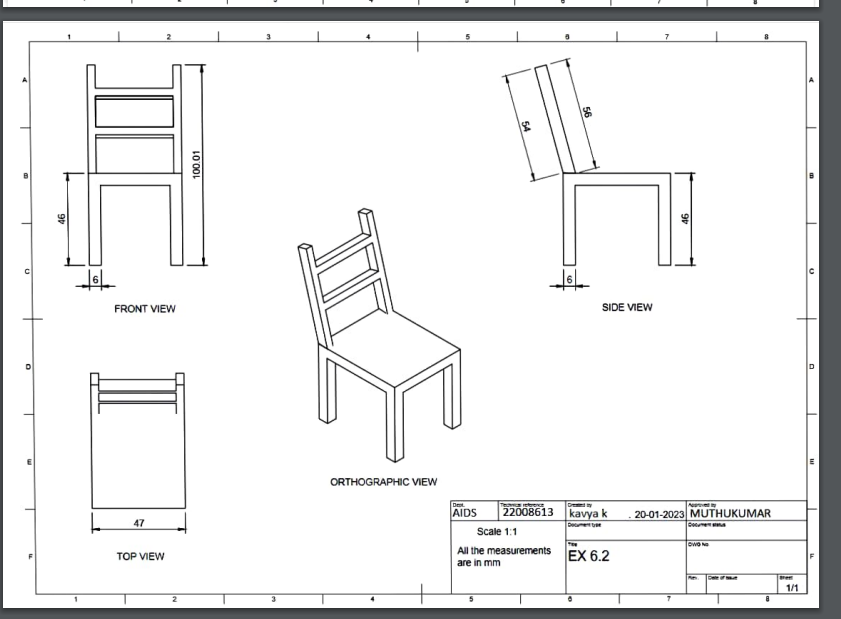 1 2 3 4 5 6 7 8
A A
54
56
100.01
B B
46
46
C C
6
6
FRONT VIEW
SIDE VIEW
D D
E E
ORTHOGRAPHIC VIEW
47
TOP VIEW
Dept.
AIDS
Technical reference
22008613
Created by
kavya k . 20-01-2023
Approved by
MUTHUKUMAR
Scale 1:1
All the measurements
are in mm
Document type
Document status
Title
EX 6.2
DWG No
Rev.
Date of issue
Sheet
1/1
F F
1 2 3 4 5 6 7 8